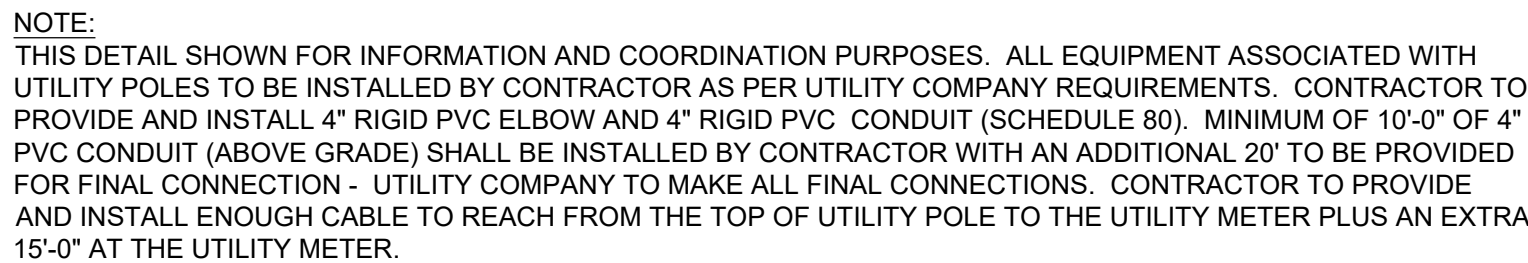 NOTE:
THIS DETAIL SHOWN FOR INFORMATION AND COORDINATION PURPOSES.  ALL EQUIPMENT ASSOCIATED WITH
UTILITY POLES TO BE INSTALLED BY CONTRACTOR AS PER UTILITY COMPANY REQUIREMENTS.  CONTRACTOR TO
PROVIDE AND INSTALL 4" RIGID PVC ELBOW AND 4" RIGID PVC  CONDUIT (SCHEDULE 80).  MINIMUM OF 10'-0" OF 4"
PVC CONDUIT (ABOVE GRADE) SHALL BE INSTALLED BY CONTRACTOR WITH AN ADDITIONAL 20' TO BE PROVIDED
FOR FINAL CONNECTION -  UTILITY COMPANY TO MAKE ALL FINAL CONNECTIONS.  CONTRACTOR TO PROVIDE
AND INSTALL ENOUGH CABLE TO REACH FROM THE TOP OF UTILITY POLE TO THE UTILITY METER PLUS AN EXTRA
15'-0" AT THE UTILITY METER.